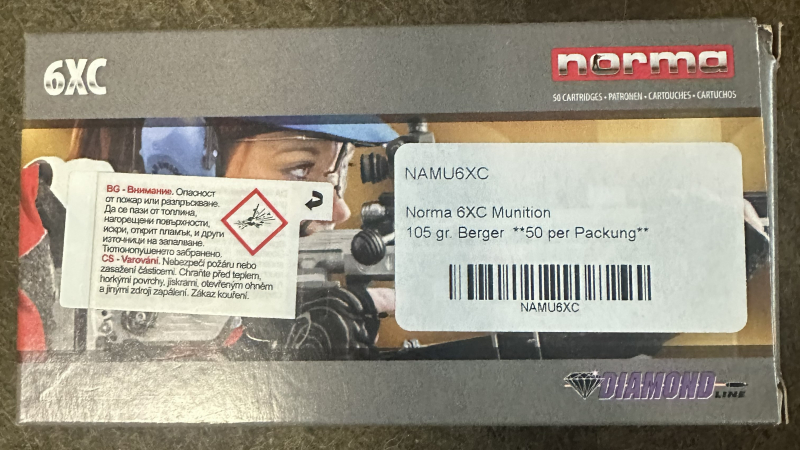 6XC
norma
50 CARTRIDGES • PATRONEN • CARTOUCHES • CARTUCHOS
BG - Внимание. Опасност
от пожар или разпръскване.
Да се пази от топлина,
нагорещени повърхности,
искри, открит пламък, и други
източници на запалване.
Тютюнопушенето забранено.
CS - Varování. Nebezpečí požáru nebo
zasažení částicemi. Chraňte před teplem,
horkými povrchy, jiskrami, otevřeným ohněm
a jinými zdroji zapálení. Zákaz kouření.
NAMU6XC
Norma 6XC Munition
105 gr. Berger **50 per Packung**
NAMU6XC
DIAMOND
LINE